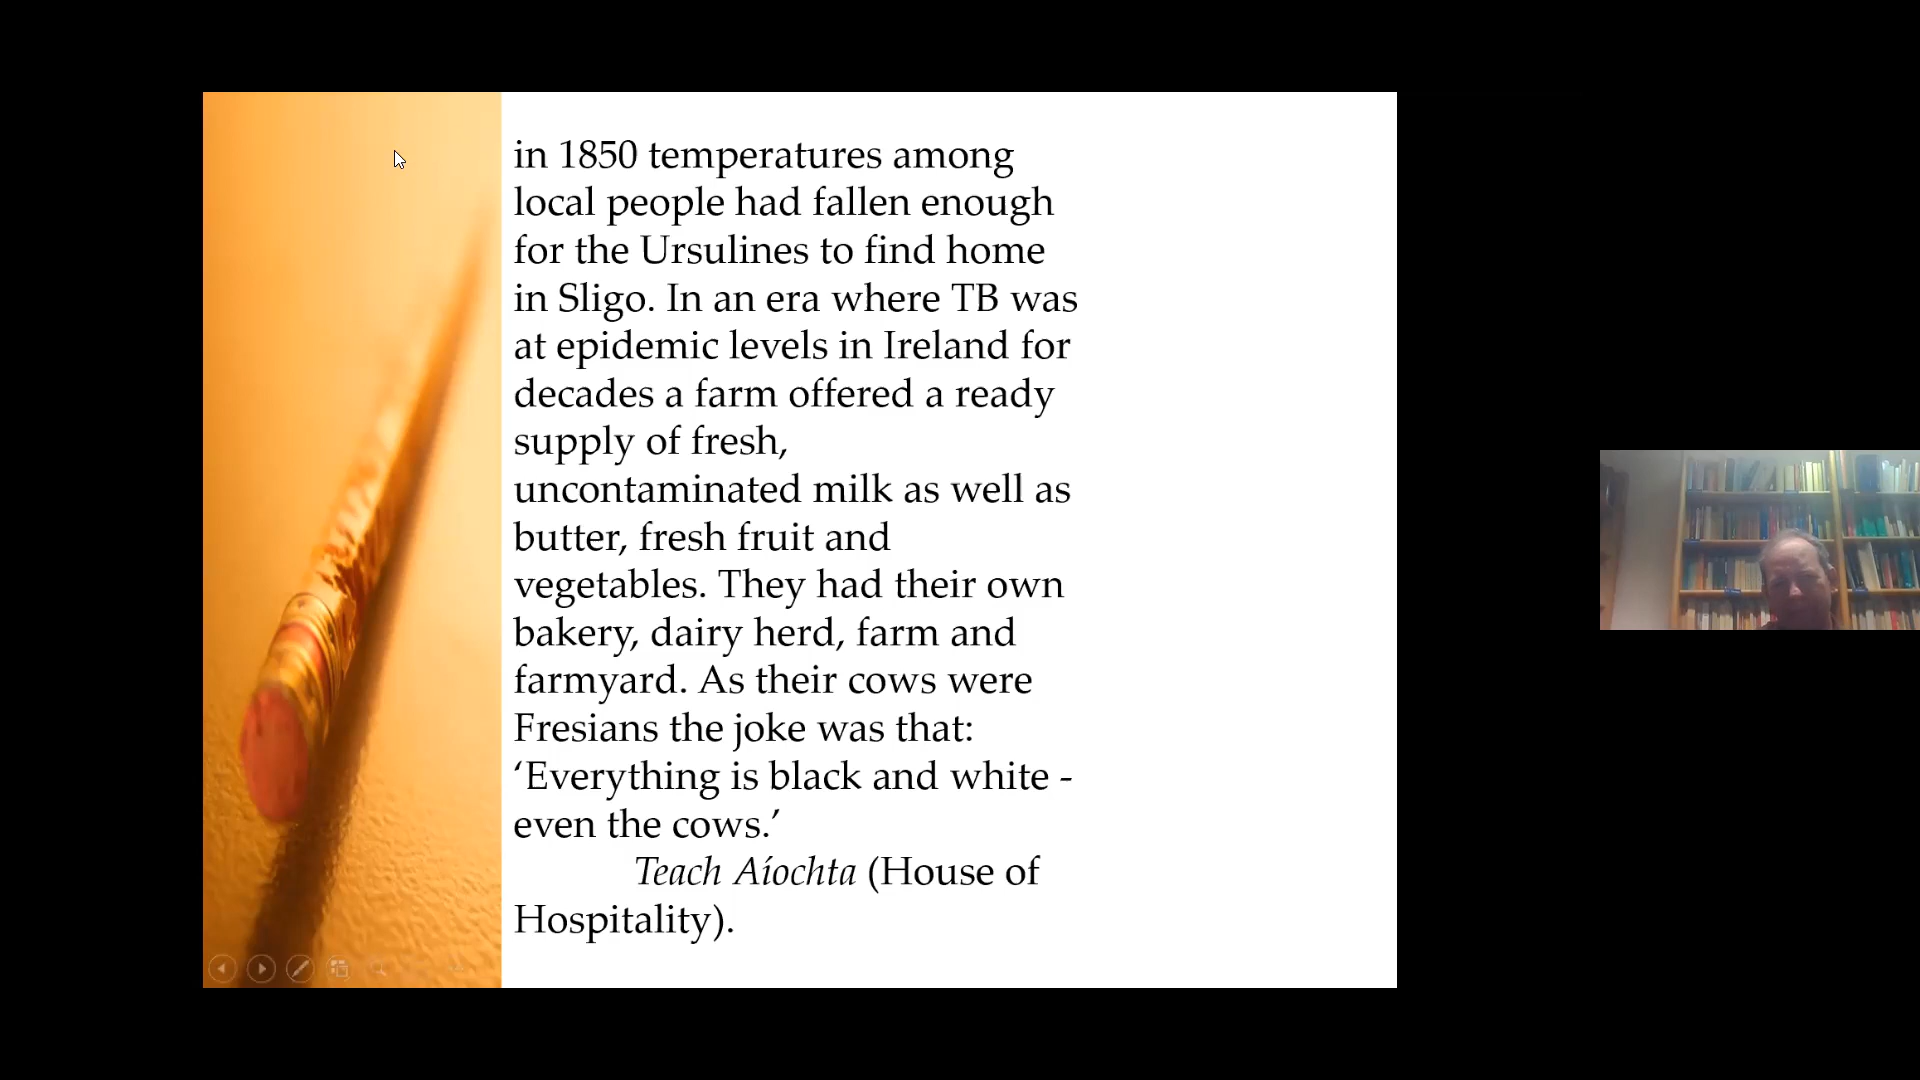 in 1850 temperatures among
local people had fallen enough
for the Ursulines to find home
in Sligo. In an era where TB was
at epidemic levels in Ireland for
decades a farm offered a ready
supply of fresh,
uncontaminated milk as well as
butter, fresh fruit and
vegetables. They had their own
bakery, dairy herd, farm and
farmyard. As their cows were
Fresians the joke was that:
‘Everything is black and white -
even the cows.’
Teach Aíochta (House of
Hospitality).